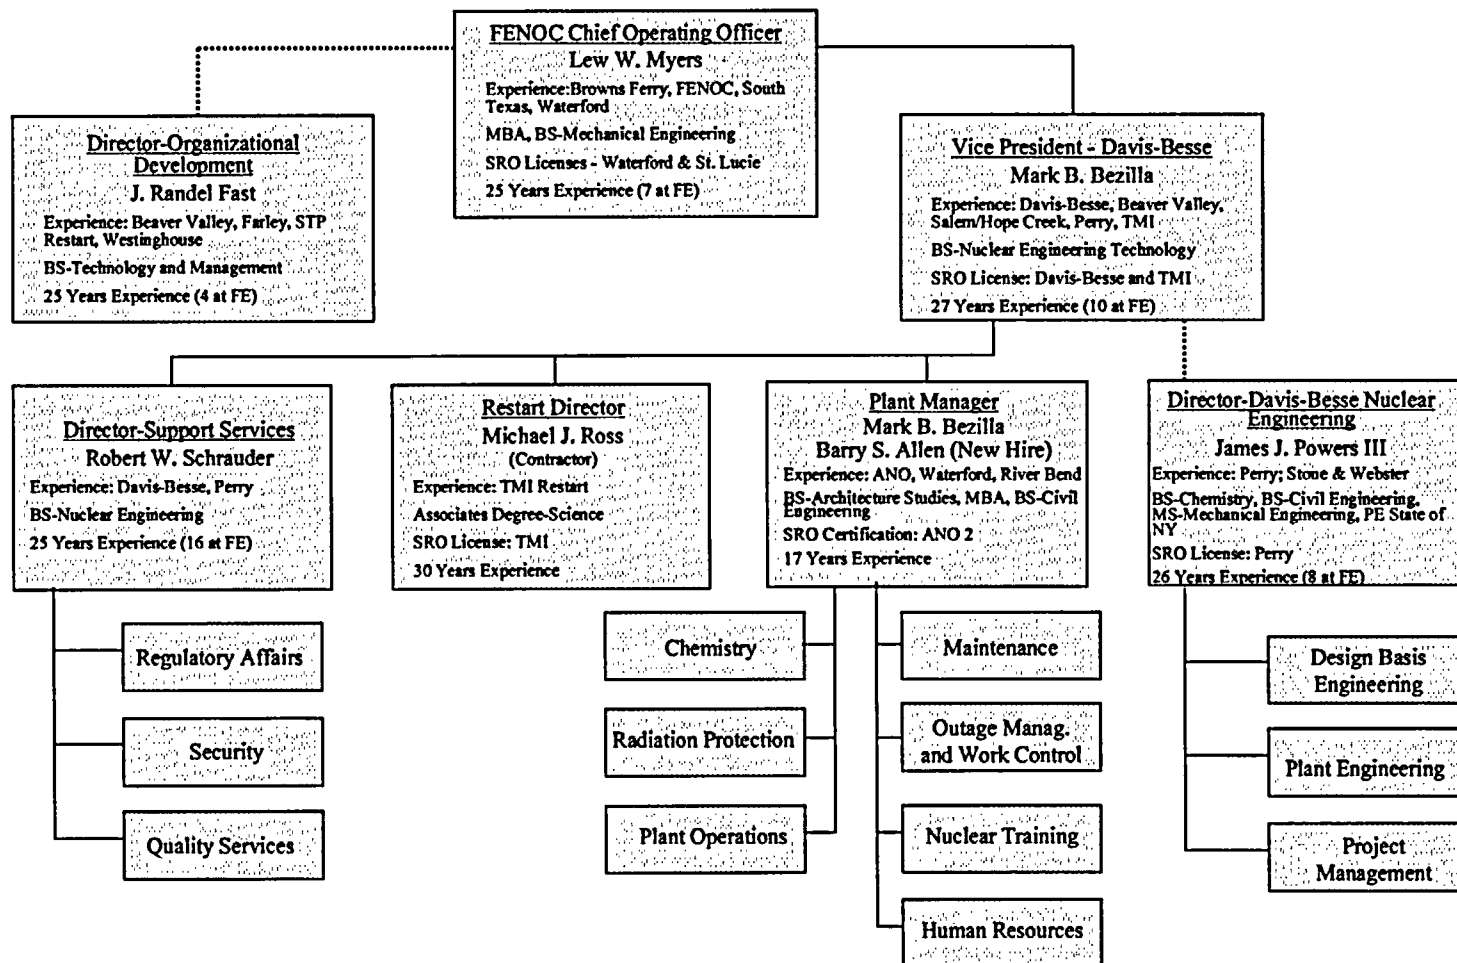 FENOC Chief Operating Officer
Lew W. Myers
Experience:Browns Ferry, FENOC, South
Texas, Waterford
MBA, BS-Mechanical Engineering
SRO Licenses - Waterford & St. Lucie
25 Years Experience (7 at FE)
Director-Organizational
Development
J. Randel Fast
Experience: Beaver Valley, Farley, STP
Restart, Westinghouse
BS-Technology and Management
25 Years Experience (4 at FE)
Vice President - Davis-Besse
Mark B. Bezilla
Experience: Davis-Besse, Beaver Valley,
Salem/Hope Creek, Perry, TMI
BS-Nuclear Engineering Technology
SRO License: Davis-Besse and TMI
27 Years Experience (10 at FE)
Director-Support Services
Robert W. Schrauder
Experience: Davis-Besse, Perry
BS-Nuclear Engineering
25 Years Experience (16 at FE)
Restart Director
Michael J. Ross
(Contractor)
Experience: TMI Restart
Associates Degree-Science
SRO License: TMI
30 Years Experience
Plant Manager
Mark B. Bezilla
Barry S. Allen (New Hire)
Experience: ANO, Waterford, River Bend
BS-Architecture Studies, MBA, BS-Civil
Engineering
SRO Certification: ANO 2
17 Years Experience
Director-Davis-Besse Nuclear
Engineering
James J. Powers III
Experience: Perry; Stone & Webster
BS-Chemistry, BS-Civil Engineering,
MS-Mechanical Engineering, PE State of
NY
SRO License: Perry
26 Years Experience (8 at FE)
Regulatory Affairs
Security
Quality Services
Chemistry
Radiation Protection
Plant Operations
Maintenance
Outage Manag.
and Work Control
Nuclear Training
Human Resources
Design Basis
Engineering
Plant Engineering
Project
Management